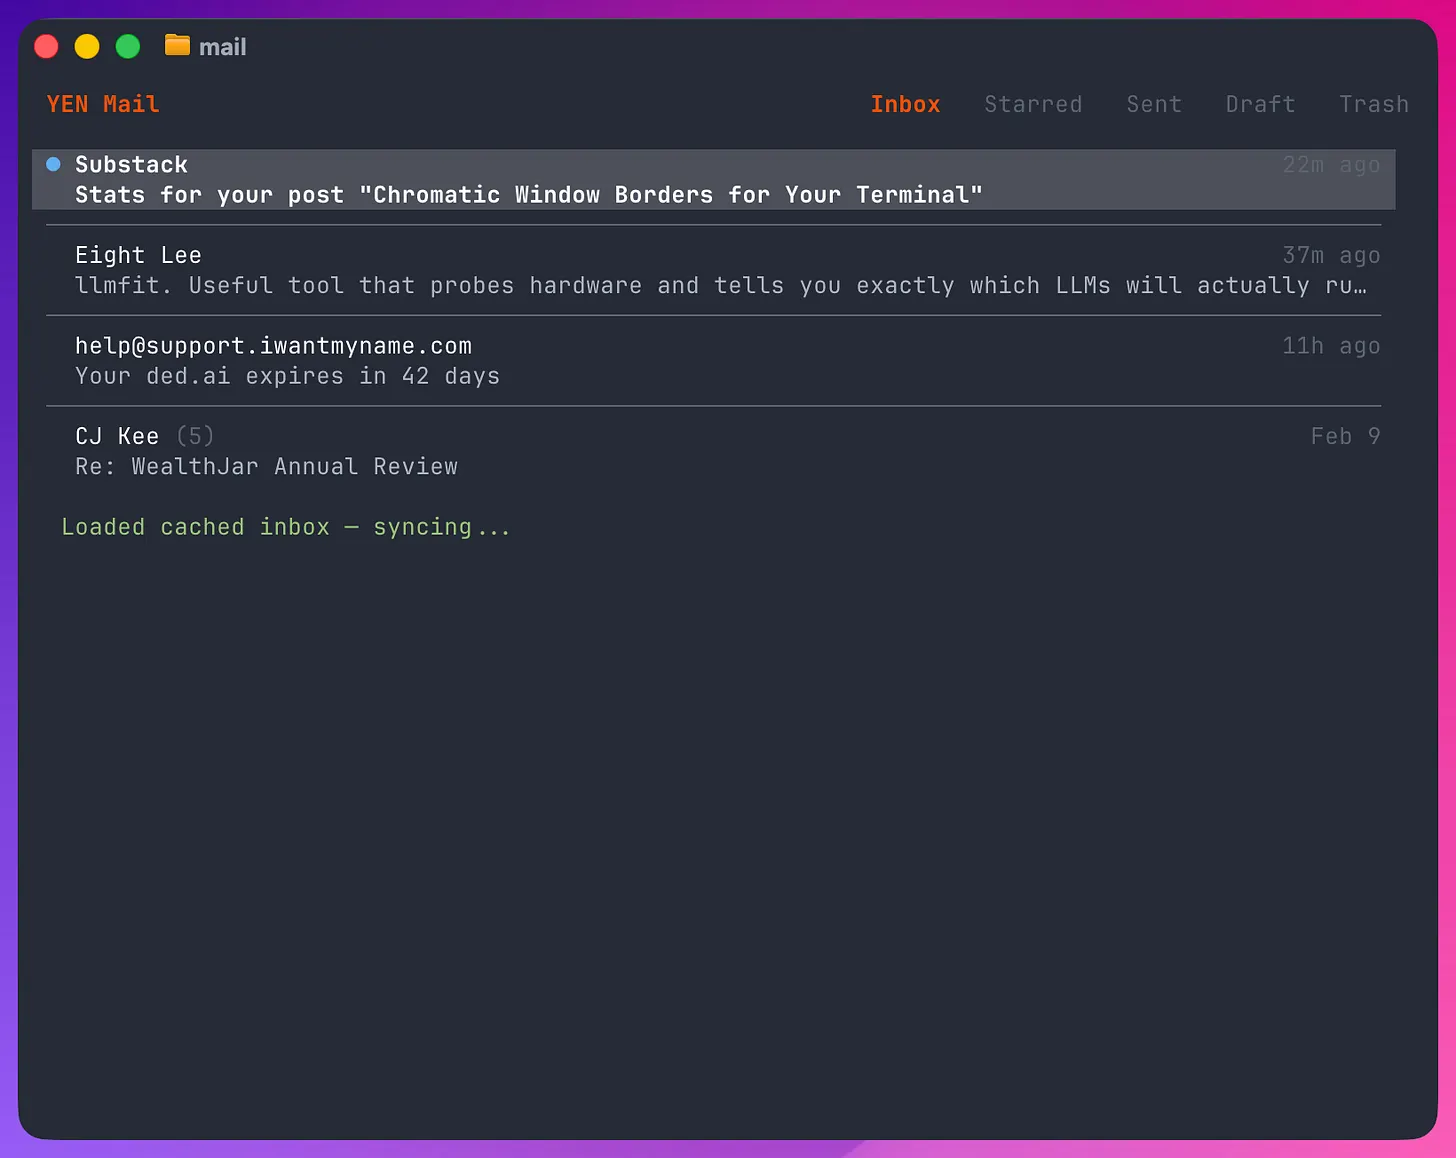 mail
YEN Mail Inbox Starred Sent Draft Trash
Substack 22m ago
Stats for your post "Chromatic Window Borders for Your Terminal"
Eight Lee 37m ago
llmfit. Useful tool that probes hardware and tells you exactly which LLMs will actually ru…
help@support.iwantmyname.com 11h ago
Your ded.ai expires in 42 days
CJ Kee (5) Feb 9
Re: WealthJar Annual Review
Loaded cached inbox — syncing...